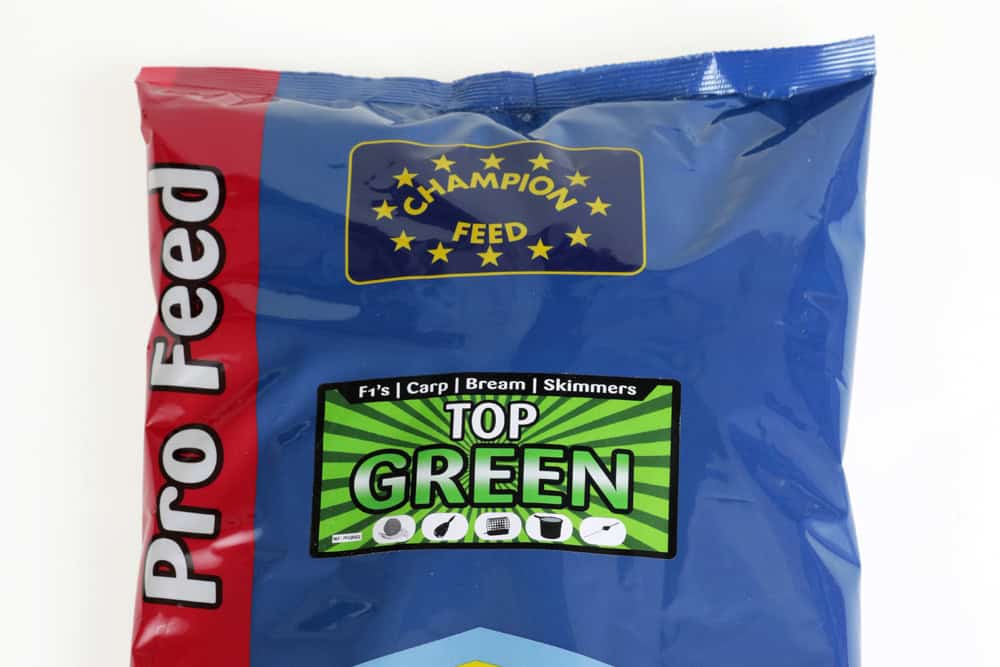 Pro Feed
CHAMPION
FEED
F1's | Carp | Bream | Skimmers
TOP
GREEN